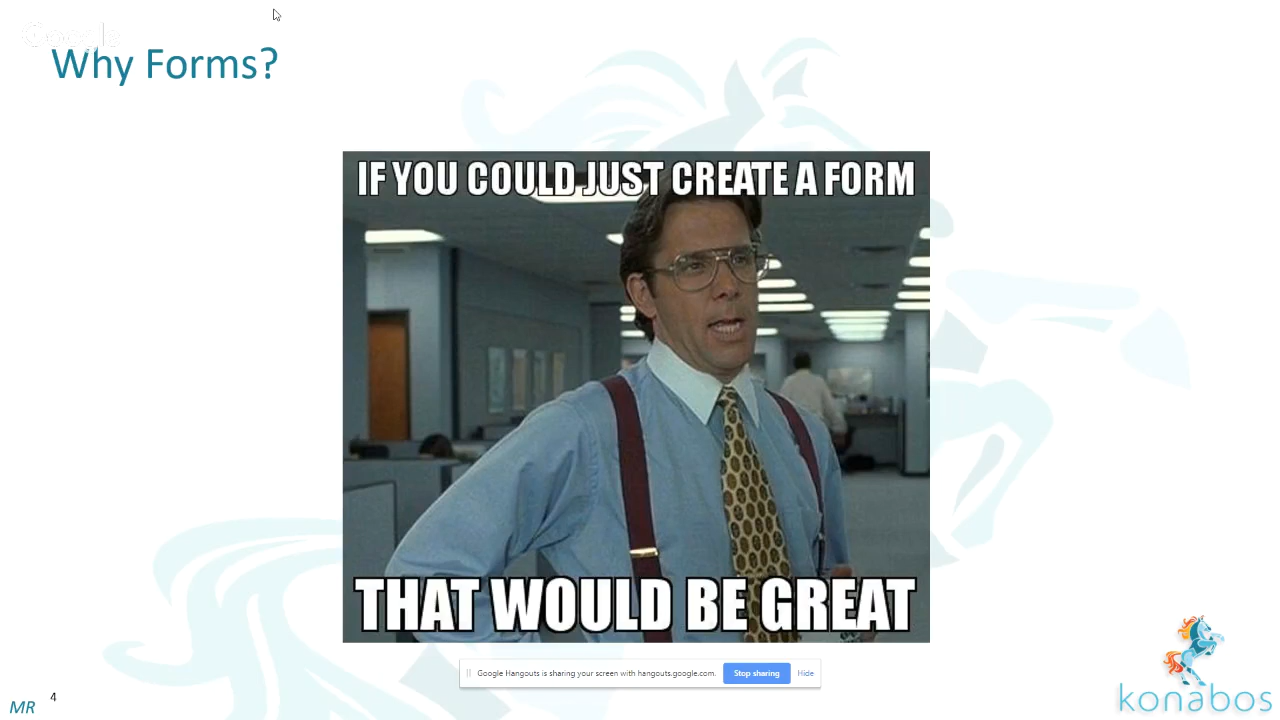 Google
Why Forms?
IF YOU COULD JUST CREATE A FORM
THAT WOULD BE GREAT
Google Hangouts is sharing your screen with hangouts.google.com.
Stop sharing
Hide
MR
4
konabos